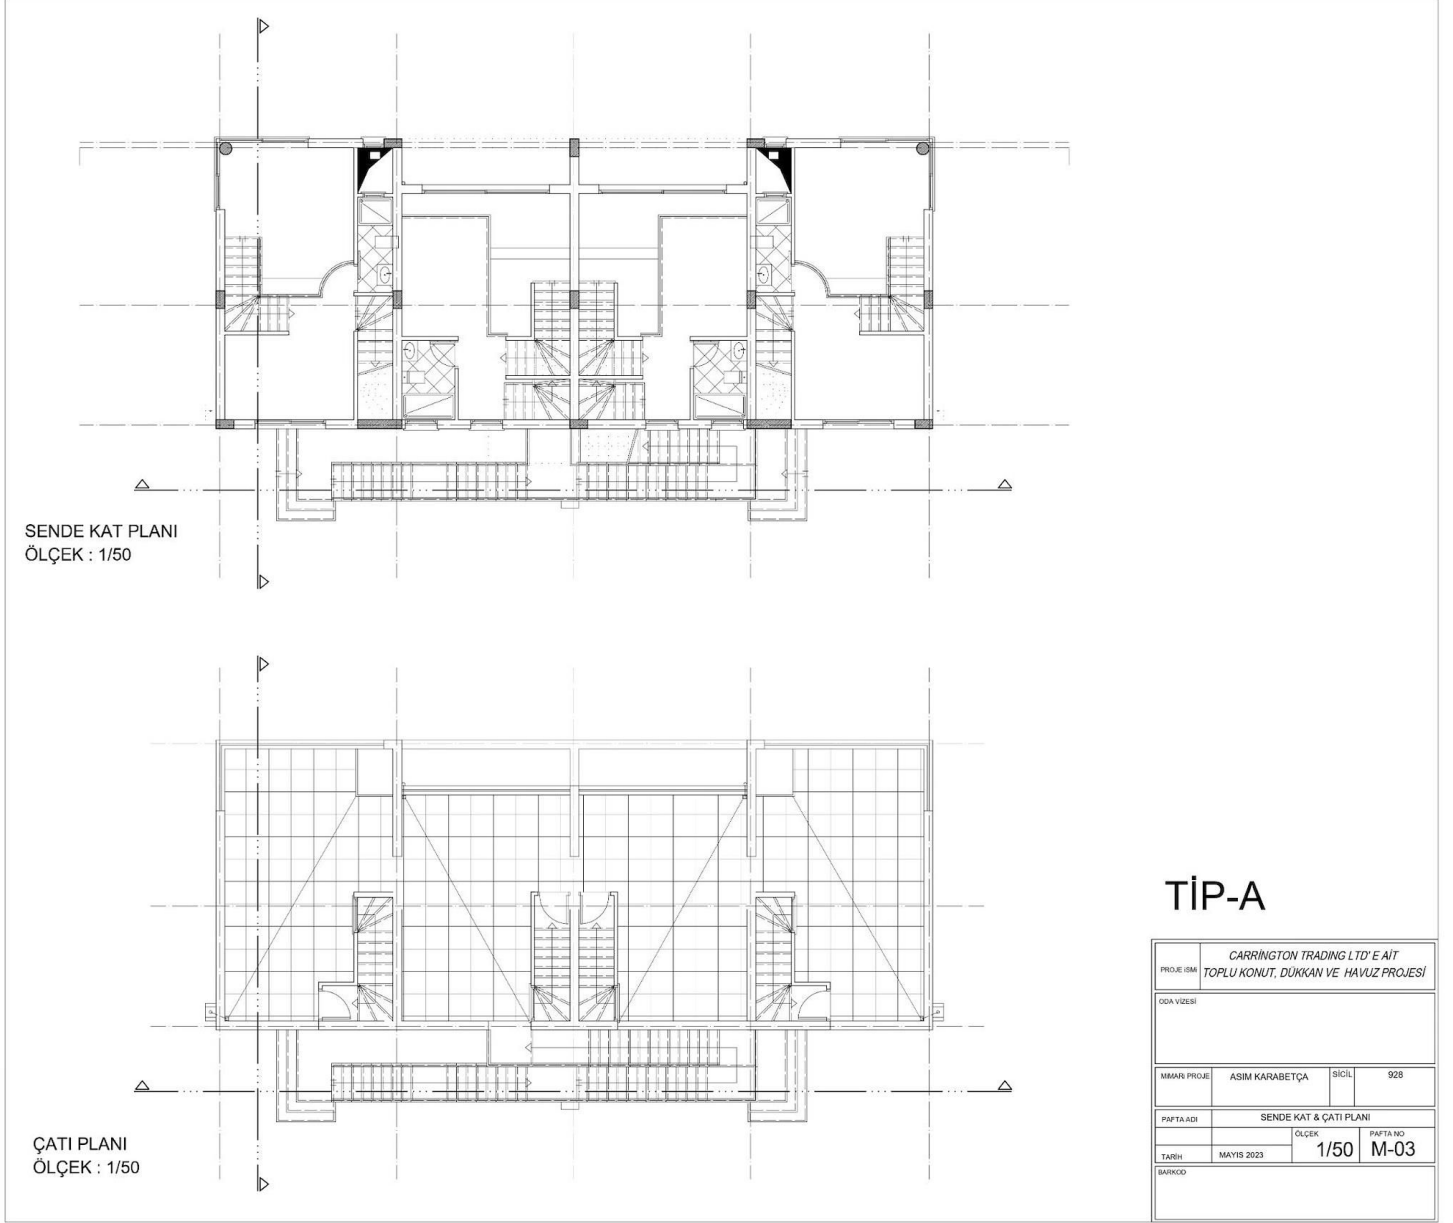 SENDE KAT PLANI
ÖLÇEK : 1/50
ÇATI PLANI
ÖLÇEK : 1/50
TİP-A
PROJE İSMİ
CARRİNGTON TRADING LTD' E AİT
TOPLU KONUT, DÜKKAN VE HAVUZ PROJESİ
ODA VİZESİ
MİMARİ PROJE
ASIM KARABETÇA
SİCİL
928
PAFTA ADI
SENDE KAT & ÇATI PLANI
ÖLÇEK
1/50
PAFTA NO
M-03
TARİH
MAYIS 2023
BARKOD